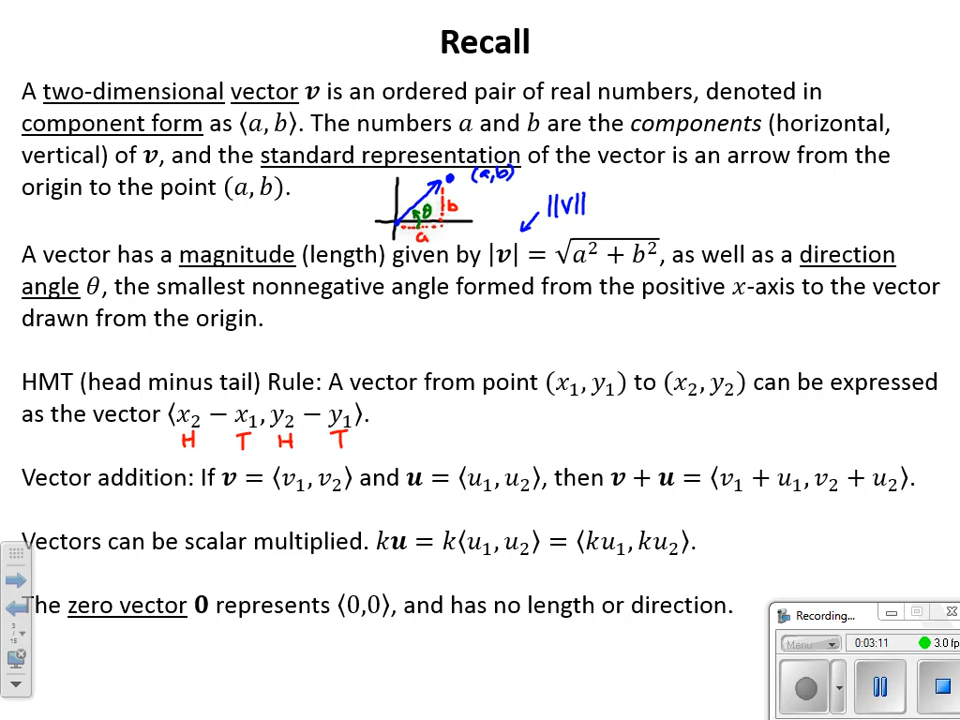 Recall
A two-dimensional vector v is an ordered pair of real numbers, denoted in
component form as ⟨a, b⟩. The numbers a and b are the components (horizontal,
vertical) of v, and the standard representation of the vector is an arrow from the
origin to the point (a, b).
(a,b)
θ
b
a
||v||
A vector has a magnitude (length) given by |v| = √(a² + b²), as well as a direction
angle θ, the smallest nonnegative angle formed from the positive x-axis to the vector
drawn from the origin.
HMT (head minus tail) Rule: A vector from point (x₁, y₁) to (x₂, y₂) can be expressed
as the vector ⟨x₂ − x₁, y₂ − y₁⟩.
H T H T
Vector addition: If v = ⟨v₁, v₂⟩ and u = ⟨u₁, u₂⟩, then v + u = ⟨v₁ + u₁, v₂ + u₂⟩.
Vectors can be scalar multiplied. ku = k⟨u₁, u₂⟩ = ⟨ku₁, ku₂⟩.
The zero vector 0 represents ⟨0,0⟩, and has no length or direction.
3
/
15
Recording...
Menu
0:03:11
3.0 fp